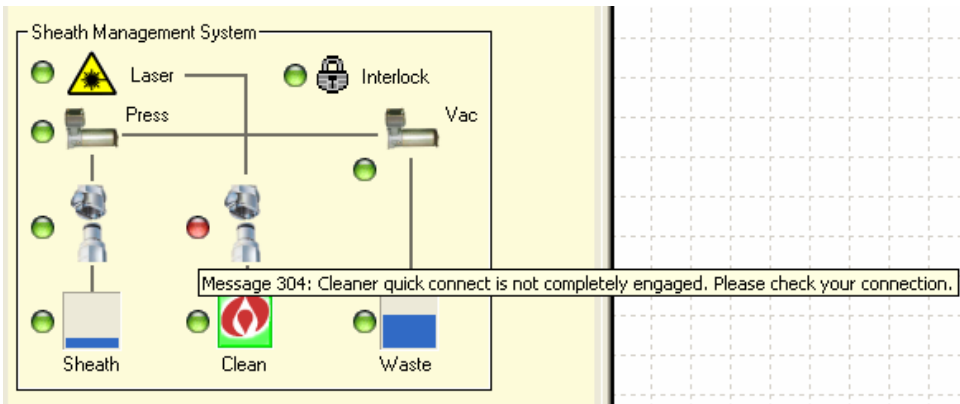 Sheath Management System
Laser
Interlock
Press
Vac
Message 304: Cleaner quick connect is not completely engaged. Please check your connection.
Sheath
Clean
Waste